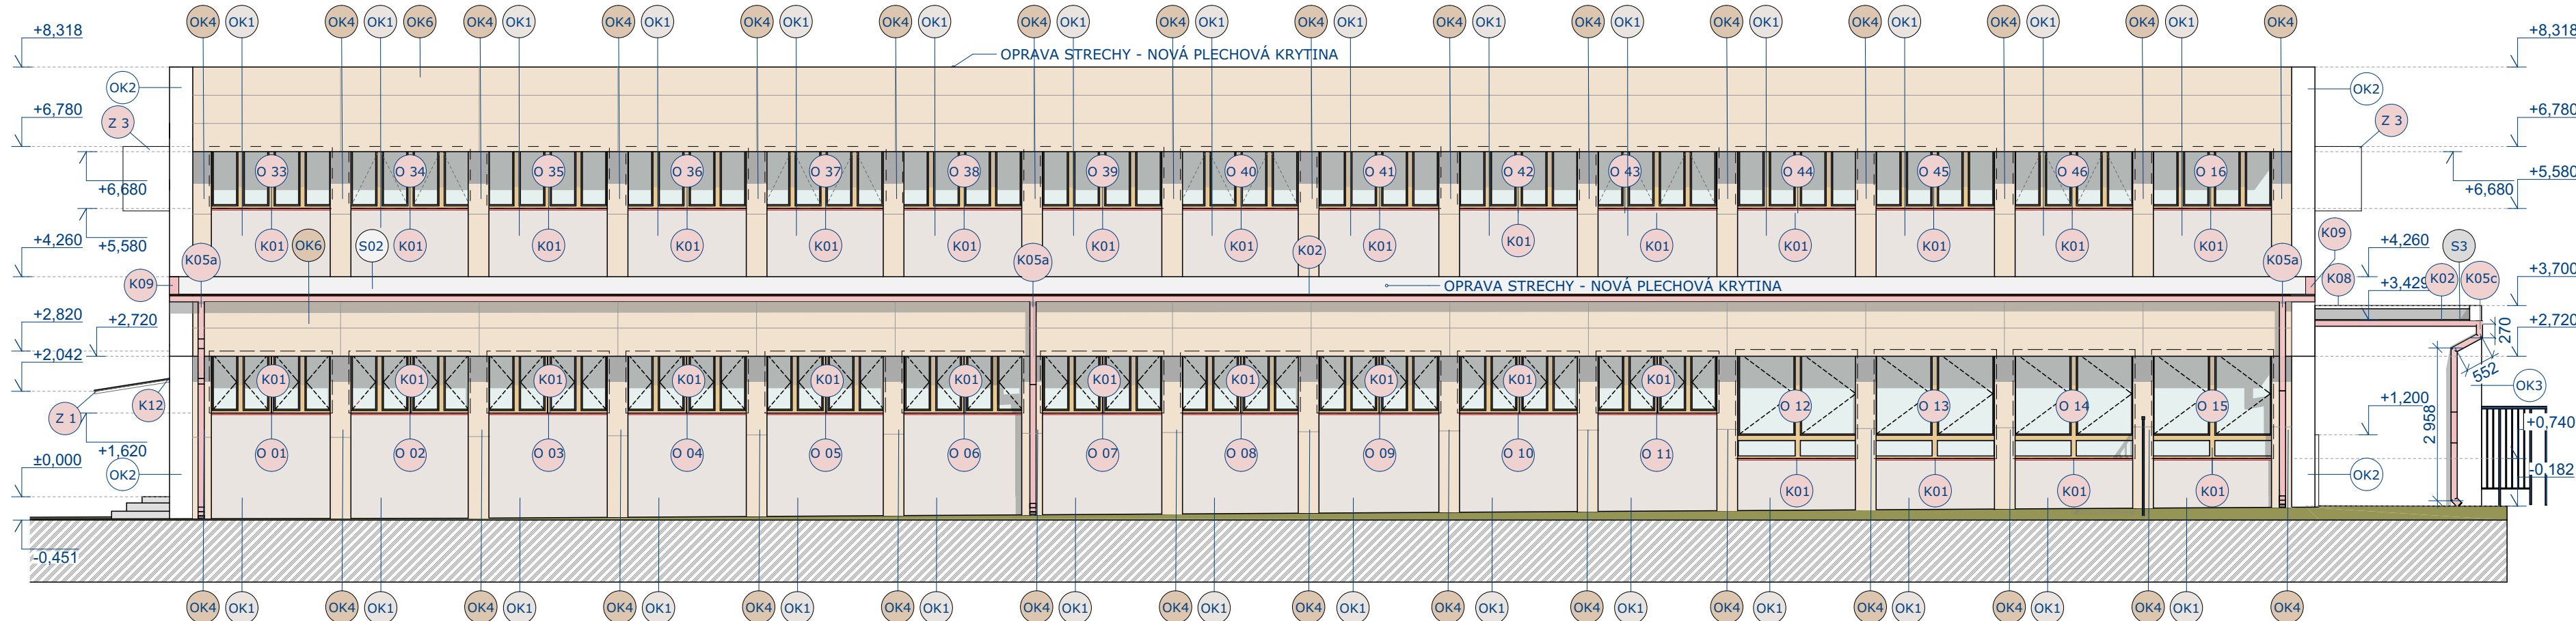 OK4 OK1 OK4 OK1 OK6 OK4 OK1 OK4 OK1 OK4 OK1 OK4 OK1 OK4 OK1 OK4 OK1 OK4 OK1 OK4 OK1 OK4 OK1 OK4 OK1 OK4 OK1 OK4 OK1 OK4 OK1 OK4
+8,318 +8,318
OPRAVA STRECHY - NOVÁ PLECHOVÁ KRYTINA
OK2 OK2
+6,780 +6,780
Z 3 Z 3
O 33 O 34 O 35 O 36 O 37 O 38 O 39 O 40 O 41 O 42 O 43 O 44 O 45 O 46 O 16
+5,580
+6,680 +6,680
+4,260 +5,580 K01 OK6 S02 K01 K01 K01 K01 K01 K01 K01 K02 K01 K01 K01 K01 K01 K01 K01 K09 +4,260 S3
K05a K05a K05a
+3,700
K09 K08 K02 K05c
OPRAVA STRECHY - NOVÁ PLECHOVÁ KRYTINA
+3,429
+2,820 +2,720 +2,720
270
+2,042
552
K01 K01 K01 K01 K01 K01 K01 K01 K01 K01 K01 OK3
Z 1 K12 O 12 O 13 O 14 O 15 +1,200
2 958
+0,740
+1,620
±0,000 O 01 O 02 O 03 O 04 O 05 O 06 O 07 O 08 O 09 O 10 O 11
-0,182
OK2 OK2
K01 K01 K01 K01
-0,451
OK4 OK1 OK4 OK1 OK4 OK1 OK4 OK1 OK4 OK1 OK4 OK1 OK4 OK1 OK4 OK1 OK4 OK1 OK4 OK1 OK4 OK1 OK4 OK1 OK4 OK1 OK4 OK1 OK4 OK1 OK4